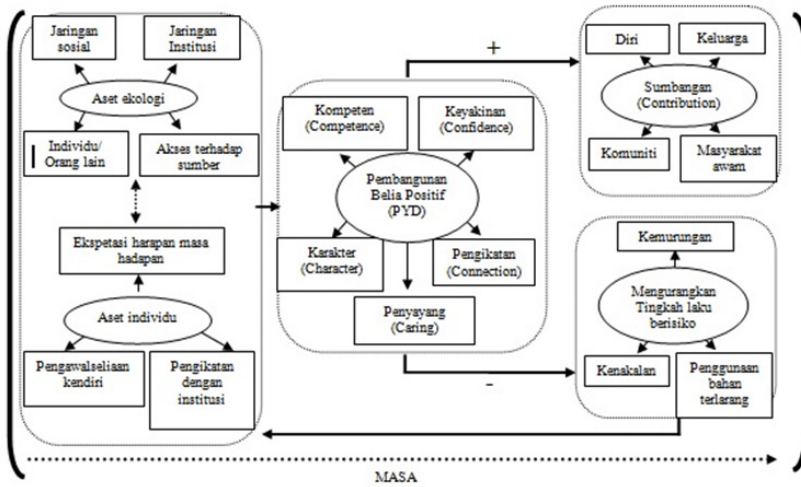 Jaringan
sosial
Jaringan
Institusi
Aset ekologi
Individu/
Orang lain
Akses terhadap
sumber
Ekspetasi harapan masa
hadapan
Aset individu
Pengawalseliaan
kendiri
Pengikatan
dengan
institusi
Kompeten
(Competence)
Keyakinan
(Confidence)
Pembangunan
Belia Positif
(PYD)
Karakter
(Character)
Pengikatan
(Connection)
Penyayang
(Caring)
+
-
Diri
Keluarga
Sumbangan
(Contribution)
Komuniti
Masyarakat
awam
Kemurungan
Mengurangkan
Tingkah laku
berisiko
Kenakalan
Penggunaan
bahan
terlarang
MASA